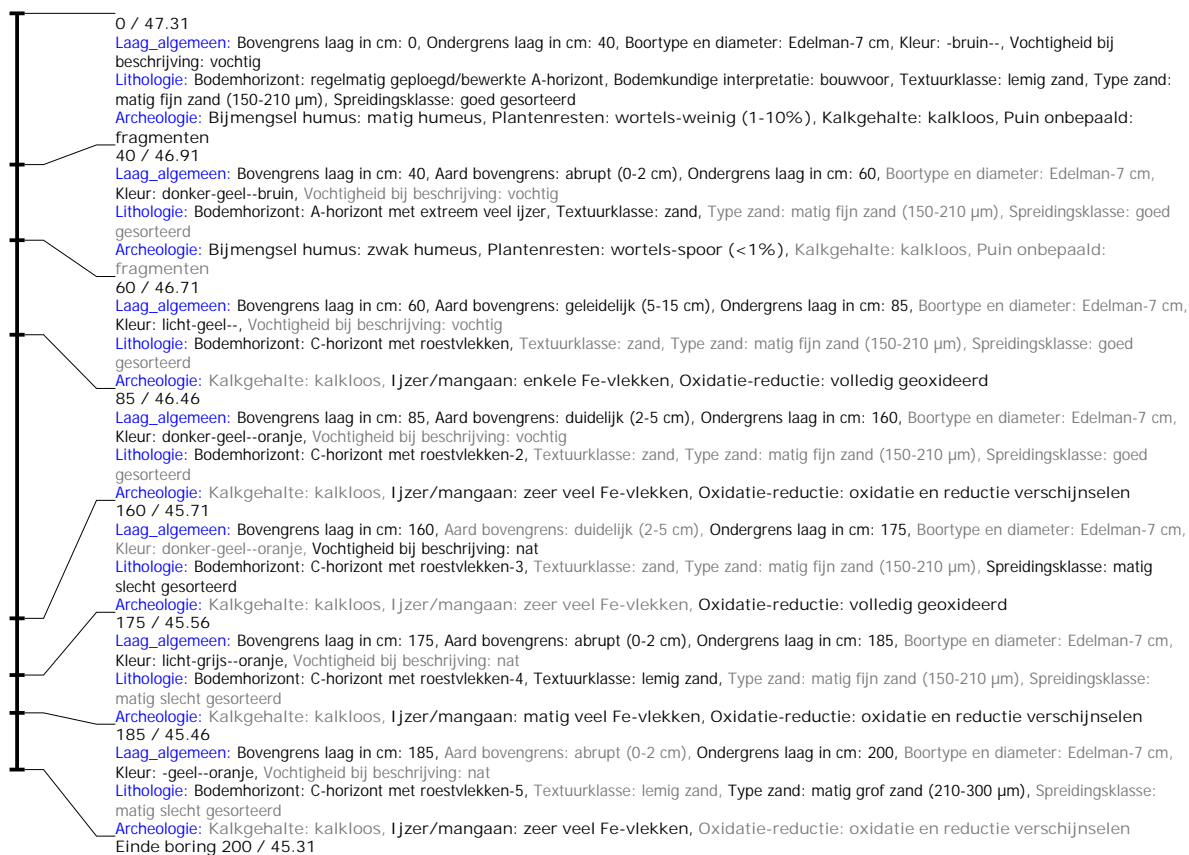 0 / 47.31
Laag_algemeen: Bovengrens laag in cm: 0, Ondergrens laag in cm: 40, Boortype en diameter: Edelman-7 cm, Kleur: -bruin--, Vochtigheid bij
beschrijving: vochtig
Lithologie: Bodemhorizont: regelmatig geploegd/bewerkte A-horizont, Bodemkundige interpretatie: bouwvoor, Textuurklasse: lemig zand, Type zand:
matig fijn zand (150-210 µm), Spreidingsklasse: goed gesorteerd
Archeologie: Bijmengsel humus: matig humeus, Plantenresten: wortels-weinig (1-10%), Kalkgehalte: kalkloos, Puin onbepaald:
fragmenten
40 / 46.91
Laag_algemeen: Bovengrens laag in cm: 40, Aard bovengrens: abrupt (0-2 cm), Ondergrens laag in cm: 60, Boortype en diameter: Edelman-7 cm,
Kleur: donker-geel--bruin, Vochtigheid bij beschrijving: vochtig
Lithologie: Bodemhorizont: A-horizont met extreem veel ijzer, Textuurklasse: zand, Type zand: matig fijn zand (150-210 µm), Spreidingsklasse: goed
gesorteerd
Archeologie: Bijmengsel humus: zwak humeus, Plantenresten: wortels-spoor (<1%), Kalkgehalte: kalkloos, Puin onbepaald:
fragmenten
60 / 46.71
Laag_algemeen: Bovengrens laag in cm: 60, Aard bovengrens: geleidelijk (5-15 cm), Ondergrens laag in cm: 85, Boortype en diameter: Edelman-7 cm,
Kleur: licht-geel--, Vochtigheid bij beschrijving: vochtig
Lithologie: Bodemhorizont: C-horizont met roestvlekken, Textuurklasse: zand, Type zand: matig fijn zand (150-210 µm), Spreidingsklasse: goed
gesorteerd
Archeologie: Kalkgehalte: kalkloos, Ijzer/mangaan: enkele Fe-vlekken, Oxidatie-reductie: volledig geoxideerd
85 / 46.46
Laag_algemeen: Bovengrens laag in cm: 85, Aard bovengrens: duidelijk (2-5 cm), Ondergrens laag in cm: 160, Boortype en diameter: Edelman-7 cm,
Kleur: donker-geel--oranje, Vochtigheid bij beschrijving: vochtig
Lithologie: Bodemhorizont: C-horizont met roestvlekken-2, Textuurklasse: zand, Type zand: matig fijn zand (150-210 µm), Spreidingsklasse: goed
gesorteerd
Archeologie: Kalkgehalte: kalkloos, Ijzer/mangaan: zeer veel Fe-vlekken, Oxidatie-reductie: oxidatie en reductie verschijnselen
160 / 45.71
Laag_algemeen: Bovengrens laag in cm: 160, Aard bovengrens: duidelijk (2-5 cm), Ondergrens laag in cm: 175, Boortype en diameter: Edelman-7 cm,
Kleur: donker-geel--oranje, Vochtigheid bij beschrijving: nat
Lithologie: Bodemhorizont: C-horizont met roestvlekken-3, Textuurklasse: zand, Type zand: matig fijn zand (150-210 µm), Spreidingsklasse: matig
slecht gesorteerd
Archeologie: Kalkgehalte: kalkloos, Ijzer/mangaan: zeer veel Fe-vlekken, Oxidatie-reductie: volledig geoxideerd
175 / 45.56
Laag_algemeen: Bovengrens laag in cm: 175, Aard bovengrens: abrupt (0-2 cm), Ondergrens laag in cm: 185, Boortype en diameter: Edelman-7 cm,
Kleur: licht-grijs--oranje, Vochtigheid bij beschrijving: nat
Lithologie: Bodemhorizont: C-horizont met roestvlekken-4, Textuurklasse: lemig zand, Type zand: matig fijn zand (150-210 µm), Spreidingsklasse:
matig slecht gesorteerd
Archeologie: Kalkgehalte: kalkloos, Ijzer/mangaan: matig veel Fe-vlekken, Oxidatie-reductie: oxidatie en reductie verschijnselen
185 / 45.46
Laag_algemeen: Bovengrens laag in cm: 185, Aard bovengrens: abrupt (0-2 cm), Ondergrens laag in cm: 200, Boortype en diameter: Edelman-7 cm,
Kleur: -geel--oranje, Vochtigheid bij beschrijving: nat
Lithologie: Bodemhorizont: C-horizont met roestvlekken-5, Textuurklasse: lemig zand, Type zand: matig grof zand (210-300 µm), Spreidingsklasse:
matig slecht gesorteerd
Archeologie: Kalkgehalte: kalkloos, Ijzer/mangaan: zeer veel Fe-vlekken, Oxidatie-reductie: oxidatie en reductie verschijnselen
Einde boring 200 / 45.31